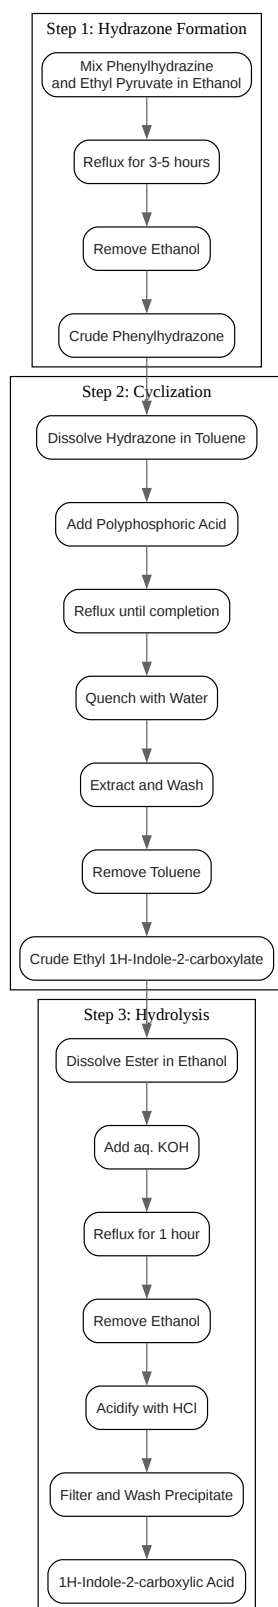 Step 1: Hydrazone Formation
Mix Phenylhydrazine
and Ethyl Pyruvate in Ethanol
Reflux for 3-5 hours
Remove Ethanol
Crude Phenylhydrazone
Step 2: Cyclization
Dissolve Hydrazone in Toluene
Add Polyphosphoric Acid
Reflux until completion
Quench with Water
Extract and Wash
Remove Toluene
Crude Ethyl 1H-Indole-2-carboxylate
Step 3: Hydrolysis
Dissolve Ester in Ethanol
Add aq. KOH
Reflux for 1 hour
Remove Ethanol
Acidify with HCl
Filter and Wash Precipitate
1H-Indole-2-carboxylic Acid